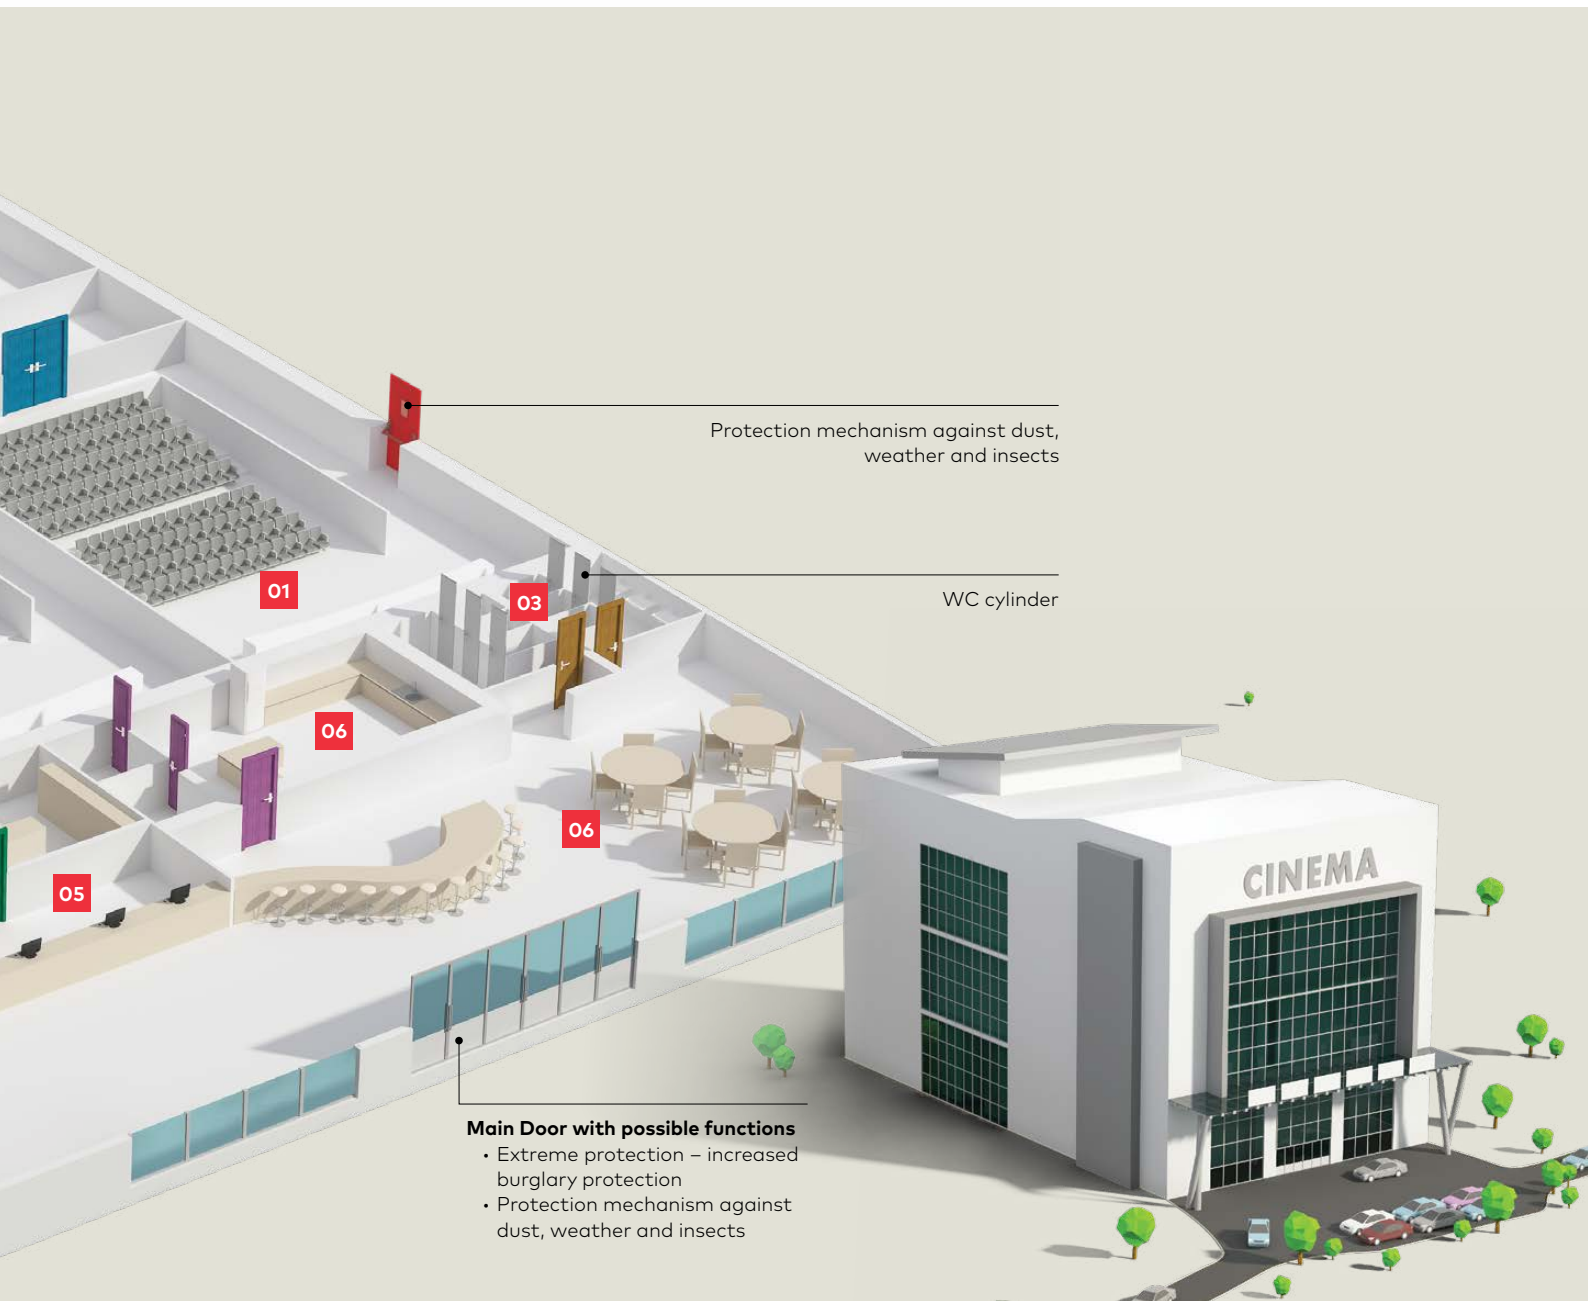 Protection mechanism against dust,
weather and insects
01
03
WC cylinder
06
06
CINEMA
05
Main Door with possible functions
• Extreme protection – increased
burglary protection
• Protection mechanism against
dust, weather and insects